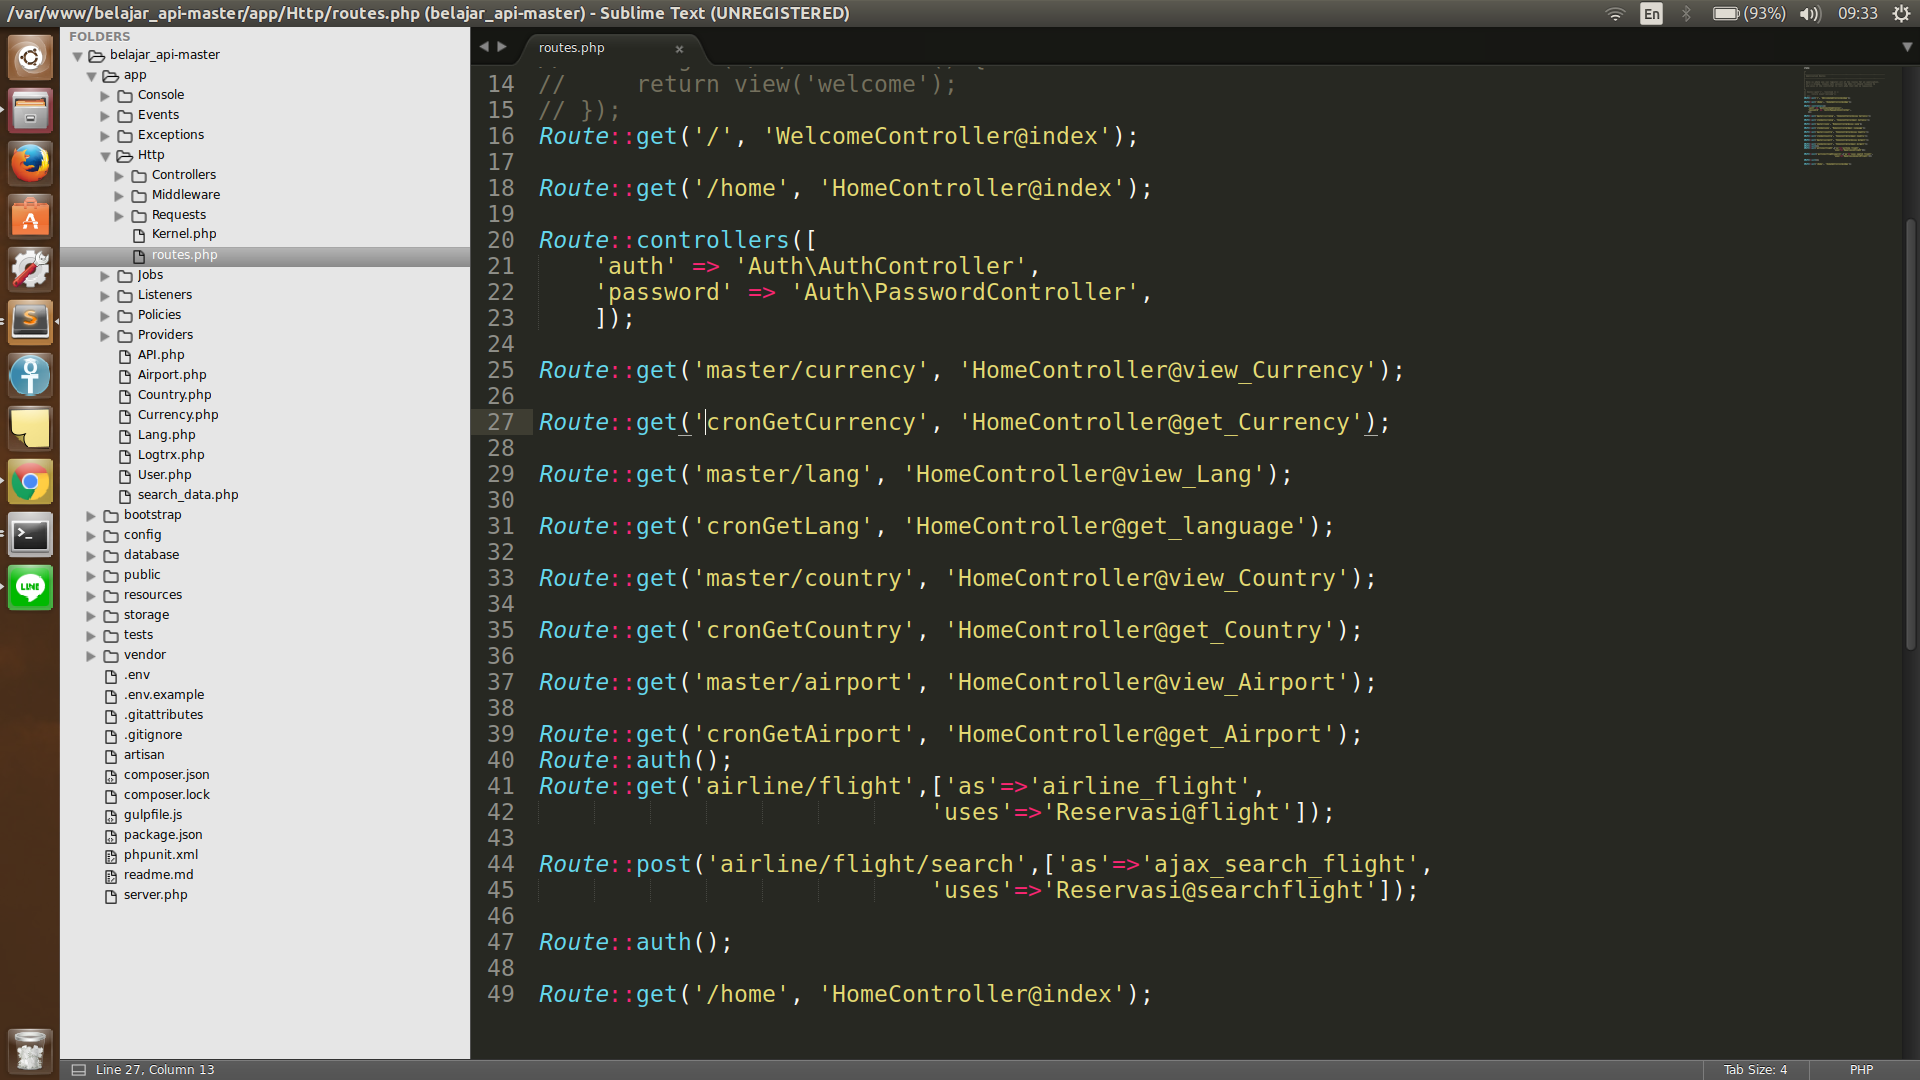 /var/www/belajar_api-master/app/Http/routes.php (belajar_api-master) - Sublime Text (UNREGISTERED)
En
(93%)
09:33
FOLDERS
belajar_api-master
app
Console
Events
Exceptions
Http
Controllers
Middleware
Requests
Kernel.php
routes.php
Jobs
Listeners
Policies
Providers
API.php
Airport.php
Country.php
Currency.php
Lang.php
Logtrx.php
User.php
search_data.php
bootstrap
config
database
public
resources
storage
tests
vendor
.env
.env.example
.gitattributes
.gitignore
artisan
composer.json
composer.lock
gulpfile.js
package.json
phpunit.xml
readme.md
server.php
LINE
routes.php
14 //     return view('welcome');
15 // });
16 Route::get('/', 'WelcomeController@index');
17
18 Route::get('/home', 'HomeController@index');
19
20 Route::controllers([
21     'auth' => 'Auth\AuthController',
22     'password' => 'Auth\PasswordController',
23     ]);
24
25 Route::get('master/currency', 'HomeController@view_Currency');
26
27 Route::get('cronGetCurrency', 'HomeController@get_Currency');
28
29 Route::get('master/lang', 'HomeController@view_Lang');
30
31 Route::get('cronGetLang', 'HomeController@get_language');
32
33 Route::get('master/country', 'HomeController@view_Country');
34
35 Route::get('cronGetCountry', 'HomeController@get_Country');
36
37 Route::get('master/airport', 'HomeController@view_Airport');
38
39 Route::get('cronGetAirport', 'HomeController@get_Airport');
40 Route::auth();
41 Route::get('airline/flight',['as'=>'airline_flight',
42                             'uses'=>'Reservasi@flight']);
43
44 Route::post('airline/flight/search',['as'=>'ajax_search_flight',
45                             'uses'=>'Reservasi@searchflight']);
46
47 Route::auth();
48
49 Route::get('/home', 'HomeController@index');
Line 27, Column 13
Tab Size: 4
PHP